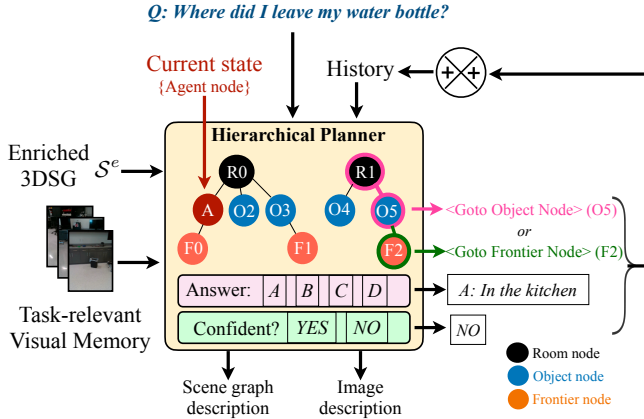 Q: Where did I leave my water bottle?
Current state
{Agent node}
History
Hierarchical Planner
Enriched
3DSG
𝒮ᵉ
R0
R1
A
O2
O3
O4
O5
F0
F1
F2
<Goto Object Node> (O5)
or
<Goto Frontier Node> (F2)
Task-relevant
Visual Memory
Answer: A B C D
A: In the kitchen
Confident? YES NO
NO
Scene graph
description
Image
description
Room node
Object node
Frontier node